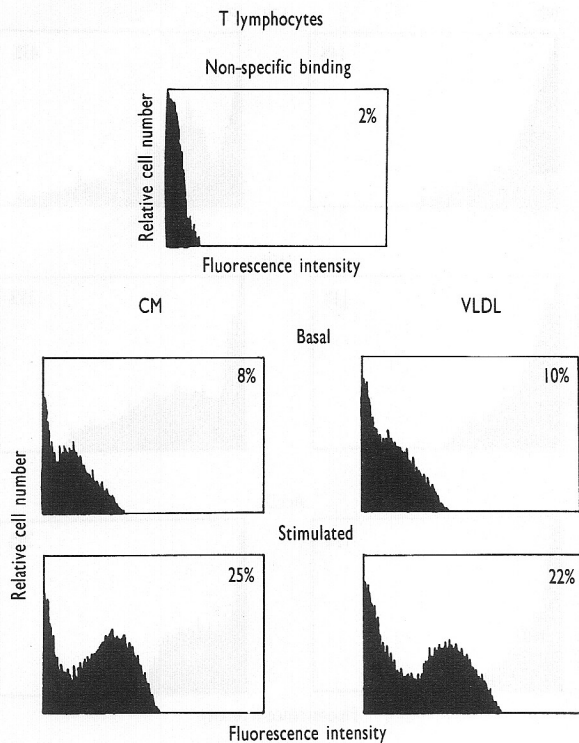 T lymphocytes
Non-specific binding
2%
Relative cell number
Fluorescence intensity
CM
VLDL
Basal
8%
10%
Relative cell number
Stimulated
25%
22%
Fluorescence intensity